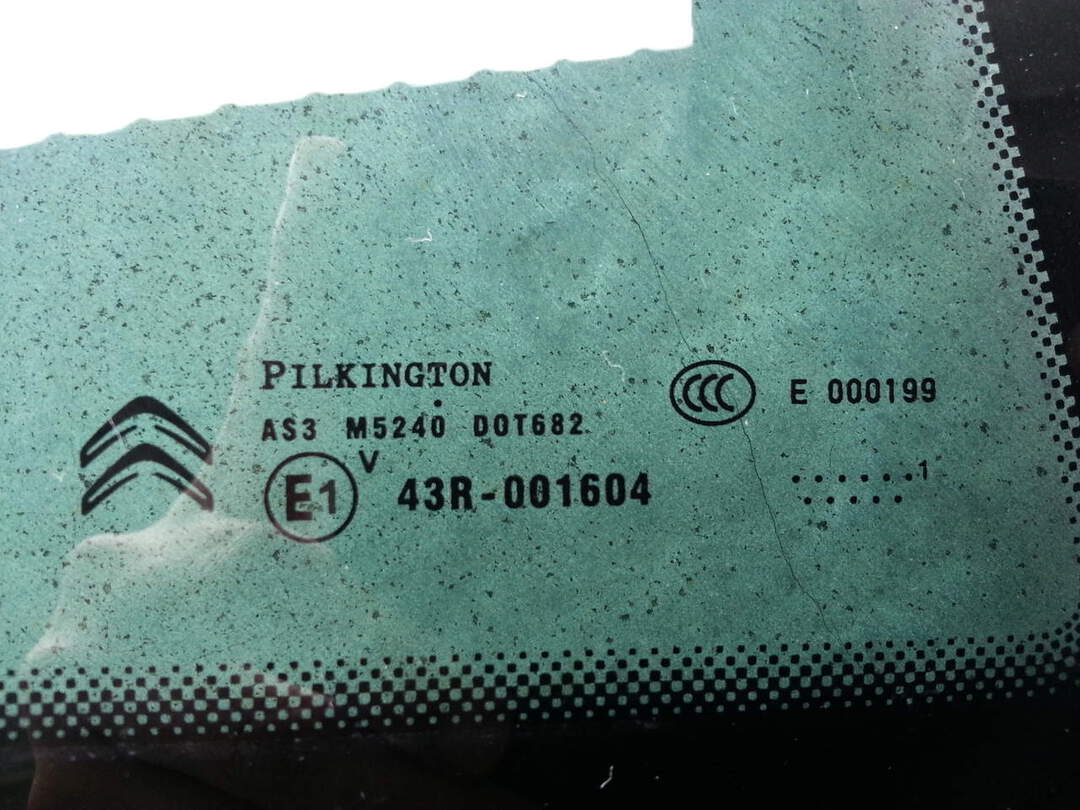 PILKINGTON
AS3 M5240 DOT682
E1 V 43R-001604
CCC E 000199
. . . . . . .1
. . . . . .